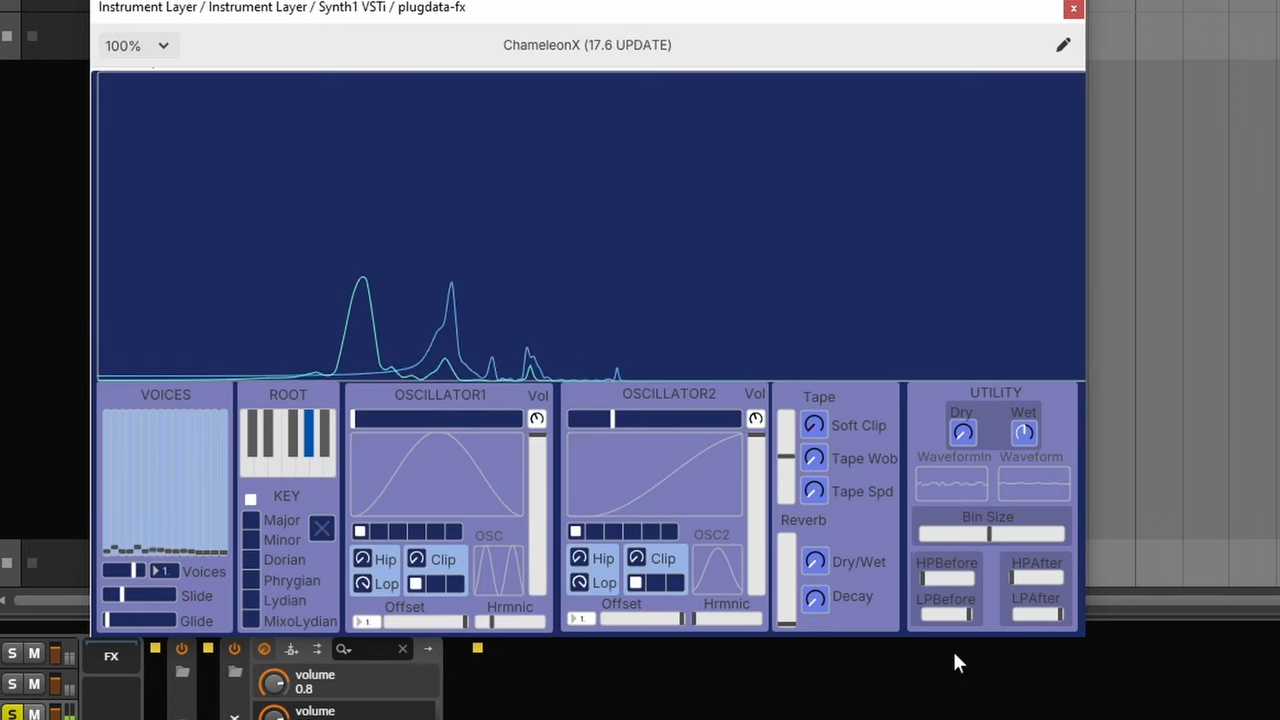 Instrument Layer / Instrument Layer / Synth1 VSTi / plugdata-fx
x
100%
ChameleonX (17.6 UPDATE)
VOICES
ROOT
OSCILLATOR1
Vol
OSCILLATOR2
Vol
Tape
UTILITY
Dry
Wet
Soft Clip
WaveformIn
Waveform
Tape Wob
Tape Spd
KEY
Major
Minor
Dorian
Phrygian
Lydian
MixoLydian
OSC
Hip
Clip
Lop
Offset
Hrmnic
1.
OSC2
Hip
Clip
Lop
Offset
Hrmnic
1.
Reverb
Dry/Wet
Decay
Bin Size
HPBefore
HPAfter
LPBefore
LPAfter
1.
Voices
Slide
Glide
S M
FX
volume
0.8
S M
volume
S M